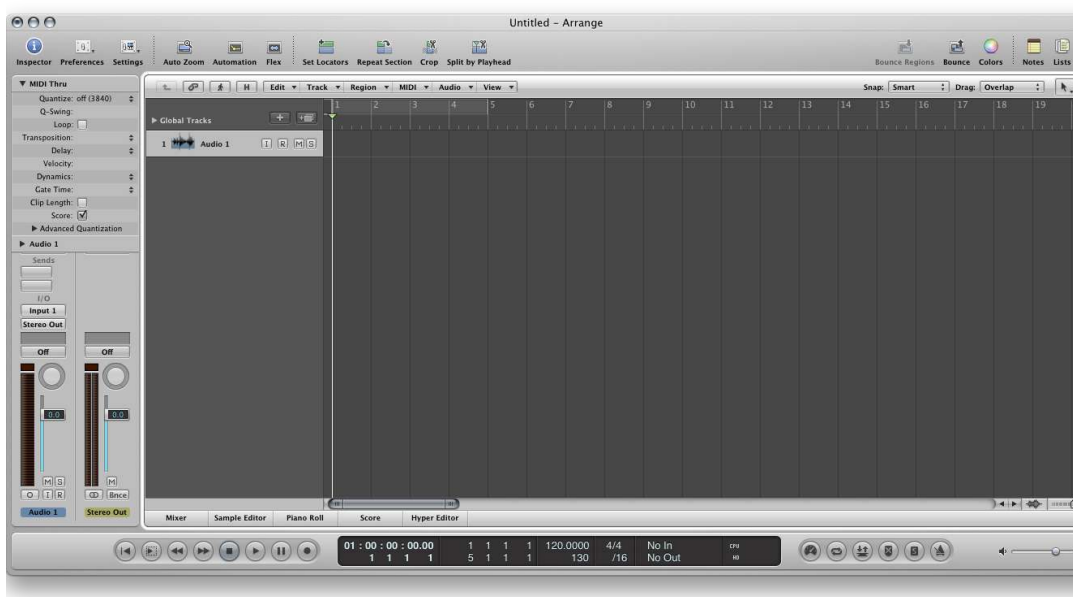 Untitled – Arrange
Inspector Preferences Settings Auto Zoom Automation Flex Set Locators Repeat Section Crop Split by Playhead Bounce Regions Bounce Colors Notes Lists
MIDI Thru
Quantize: off (3840)
Q-Swing:
Loop:
Transposition:
Delay:
Velocity:
Dynamics:
Gate Time:
Clip Length:
Score:
Advanced Quantization
Audio 1
Sends
I/O
Input 1
Stereo Out
Off Off
0.0 0.0
M S M
O I R Bnce
Audio 1 Stereo Out
H Edit Track Region MIDI Audio View Snap: Smart Drag: Overlap
1 2 3 4 5 6 7 8 9 10 11 12 13 14 15 16 17 18 19
Global Tracks
1 Audio 1 I R M S
Mixer Sample Editor Piano Roll Score Hyper Editor
01 : 00 : 00 : 00.00 1 1 1 1 120.0000 4/4 No In CPU
1 1 1 1 5 1 1 1 130 /16 No Out HD